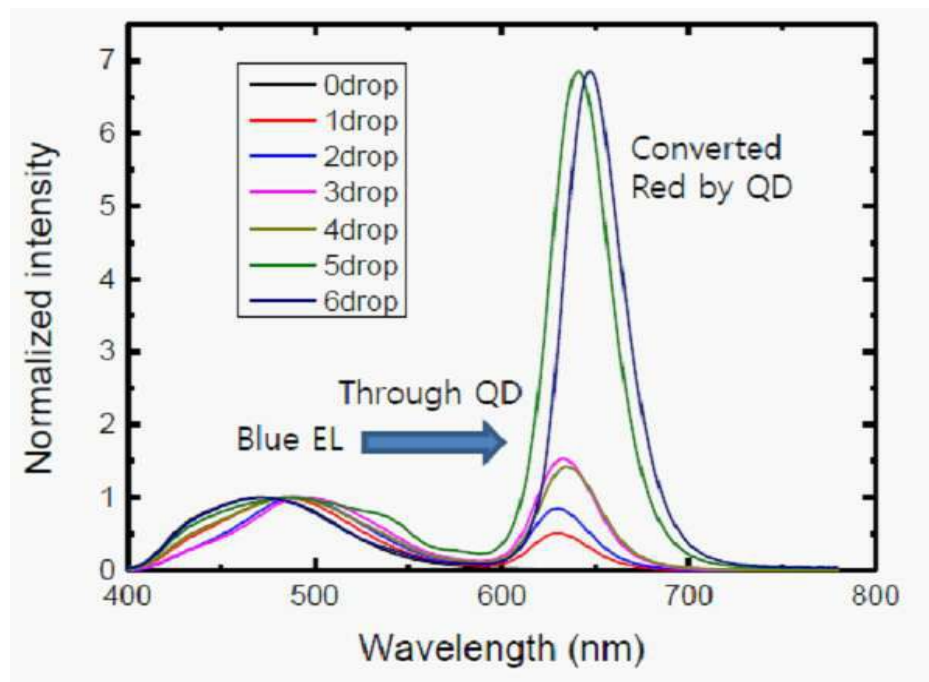 7
6
5
4
3
2
1
0
Normalized intensity
0drop
1drop
2drop
3drop
4drop
5drop
6drop
Converted
Red by QD
Through QD
Blue EL
400 500 600 700 800
Wavelength (nm)